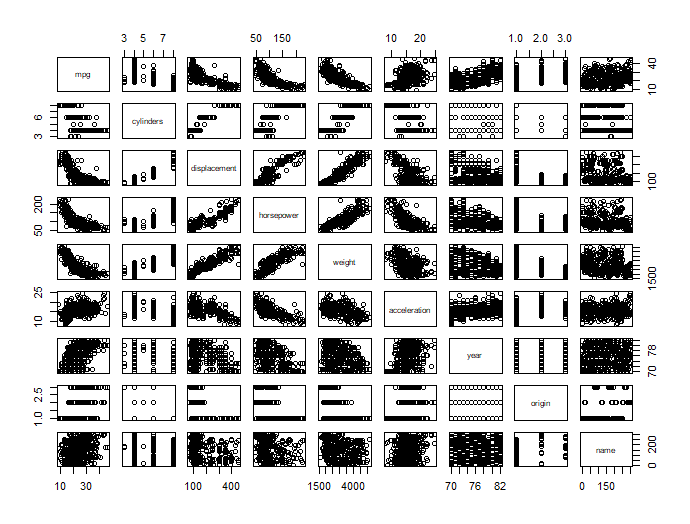 3 5 7
50 150
10 20
1.0 2.0 3.0
mpg
10 40
3 6
cylinders
displacement
100
50 200
horsepower
weight
1500
10 25
acceleration
year
70 78
1.0 2.5
origin
name
0 200
10 30
100 400
1500 4000
70 76 82
0 150